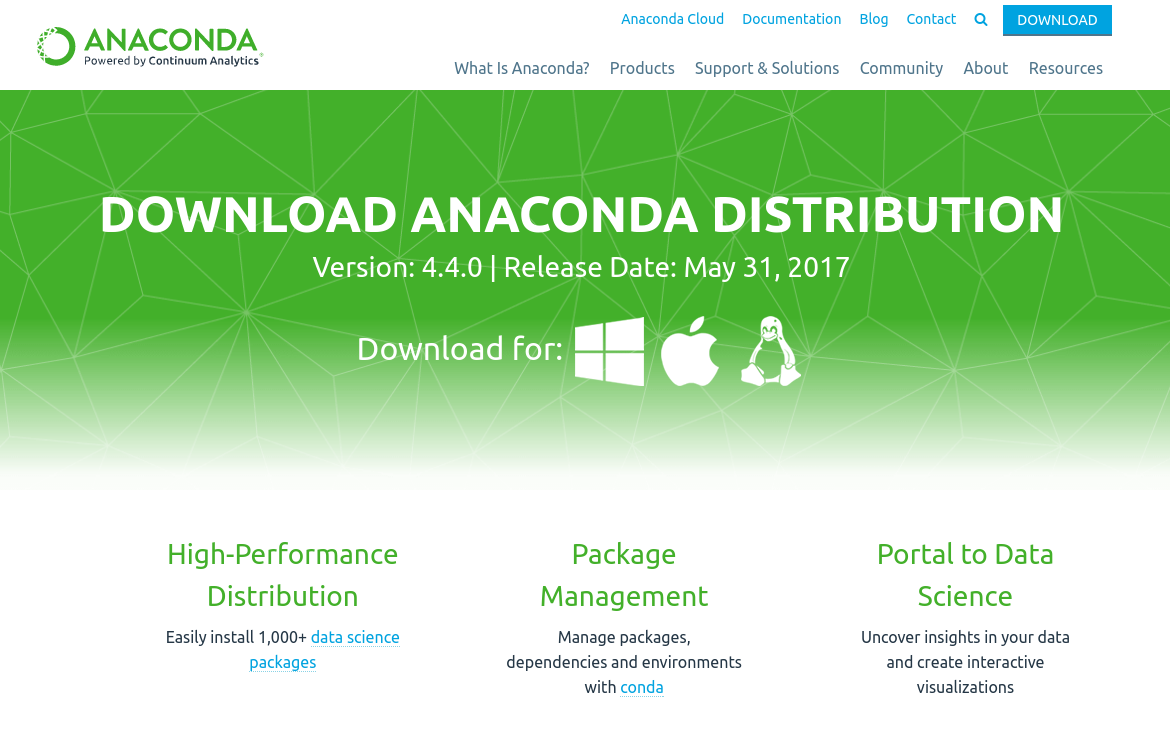 Anaconda Cloud Documentation Blog Contact DOWNLOAD
ANACONDA
Powered by Continuum Analytics®
What Is Anaconda? Products Support & Solutions Community About Resources
DOWNLOAD ANACONDA DISTRIBUTION
Version: 4.4.0 | Release Date: May 31, 2017
Download for:
High-Performance
Distribution
Easily install 1,000+ data science
packages
Package
Management
Manage packages,
dependencies and environments
with conda
Portal to Data
Science
Uncover insights in your data
and create interactive
visualizations